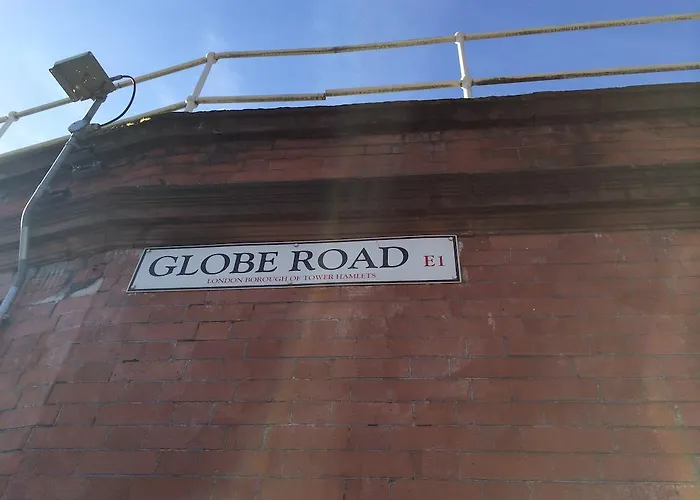 GLOBE ROAD E1
LONDON BOROUGH OF TOWER HAMLETS